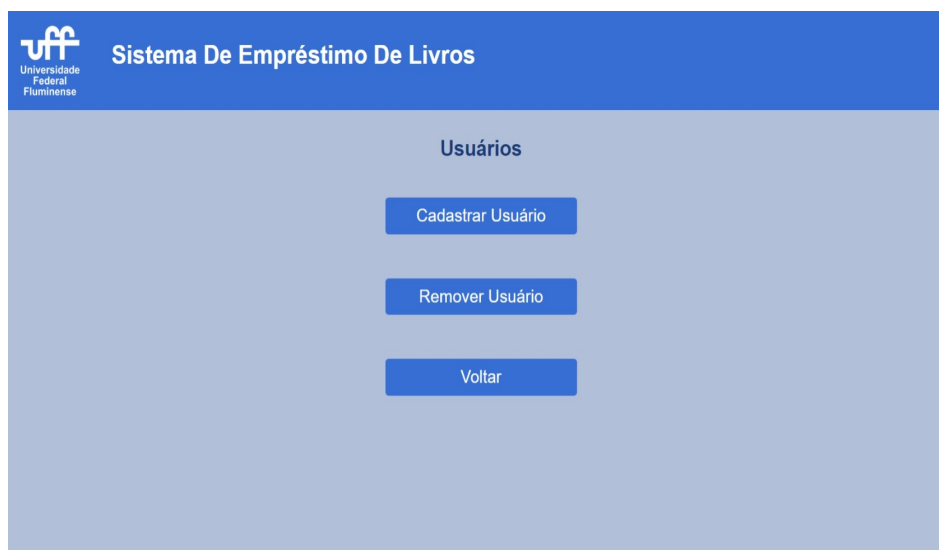 uff
Universidade
Federal
Fluminense
Sistema De Empréstimo De Livros
Usuários
Cadastrar Usuário
Remover Usuário
Voltar